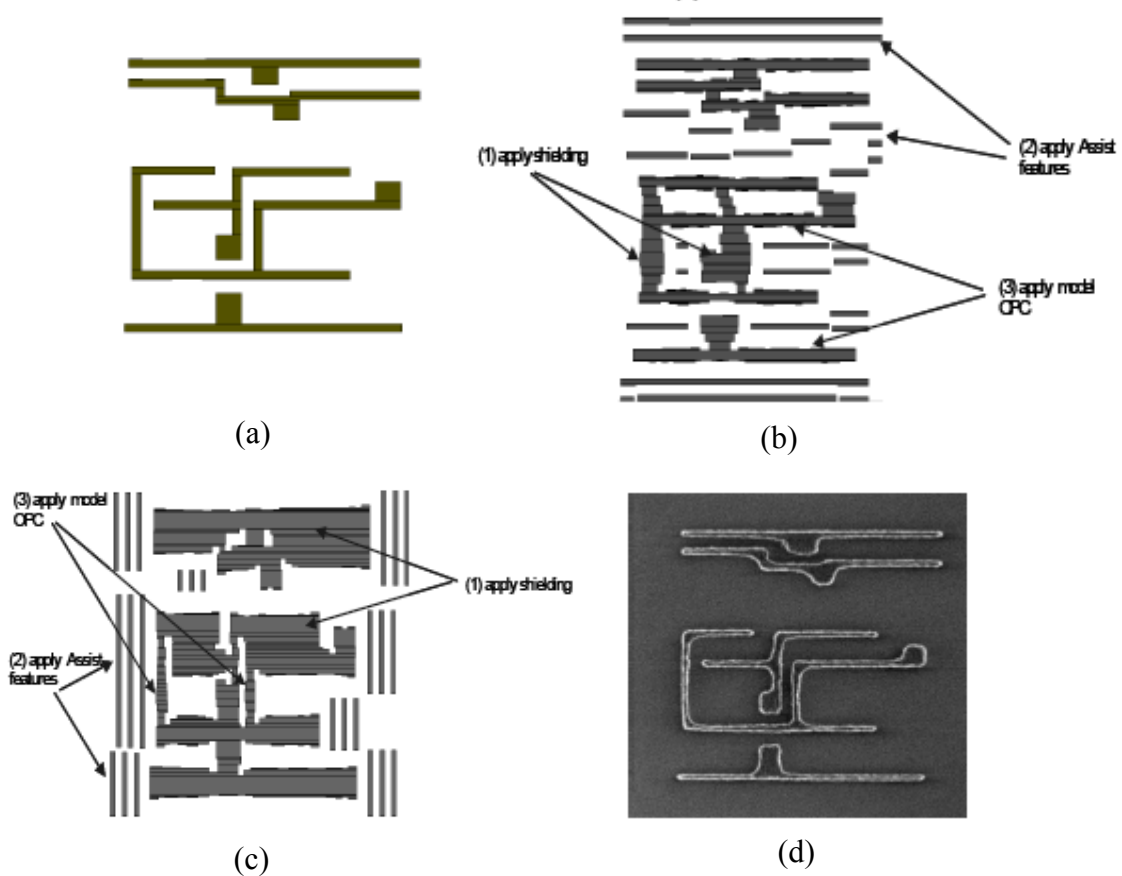 (1) apply shielding
(2) apply Assist
features
(3) apply model
OPC
(a)
(b)
(3) apply model
OPC
(1) apply shielding
(2) apply Assist
features
(c)
(d)